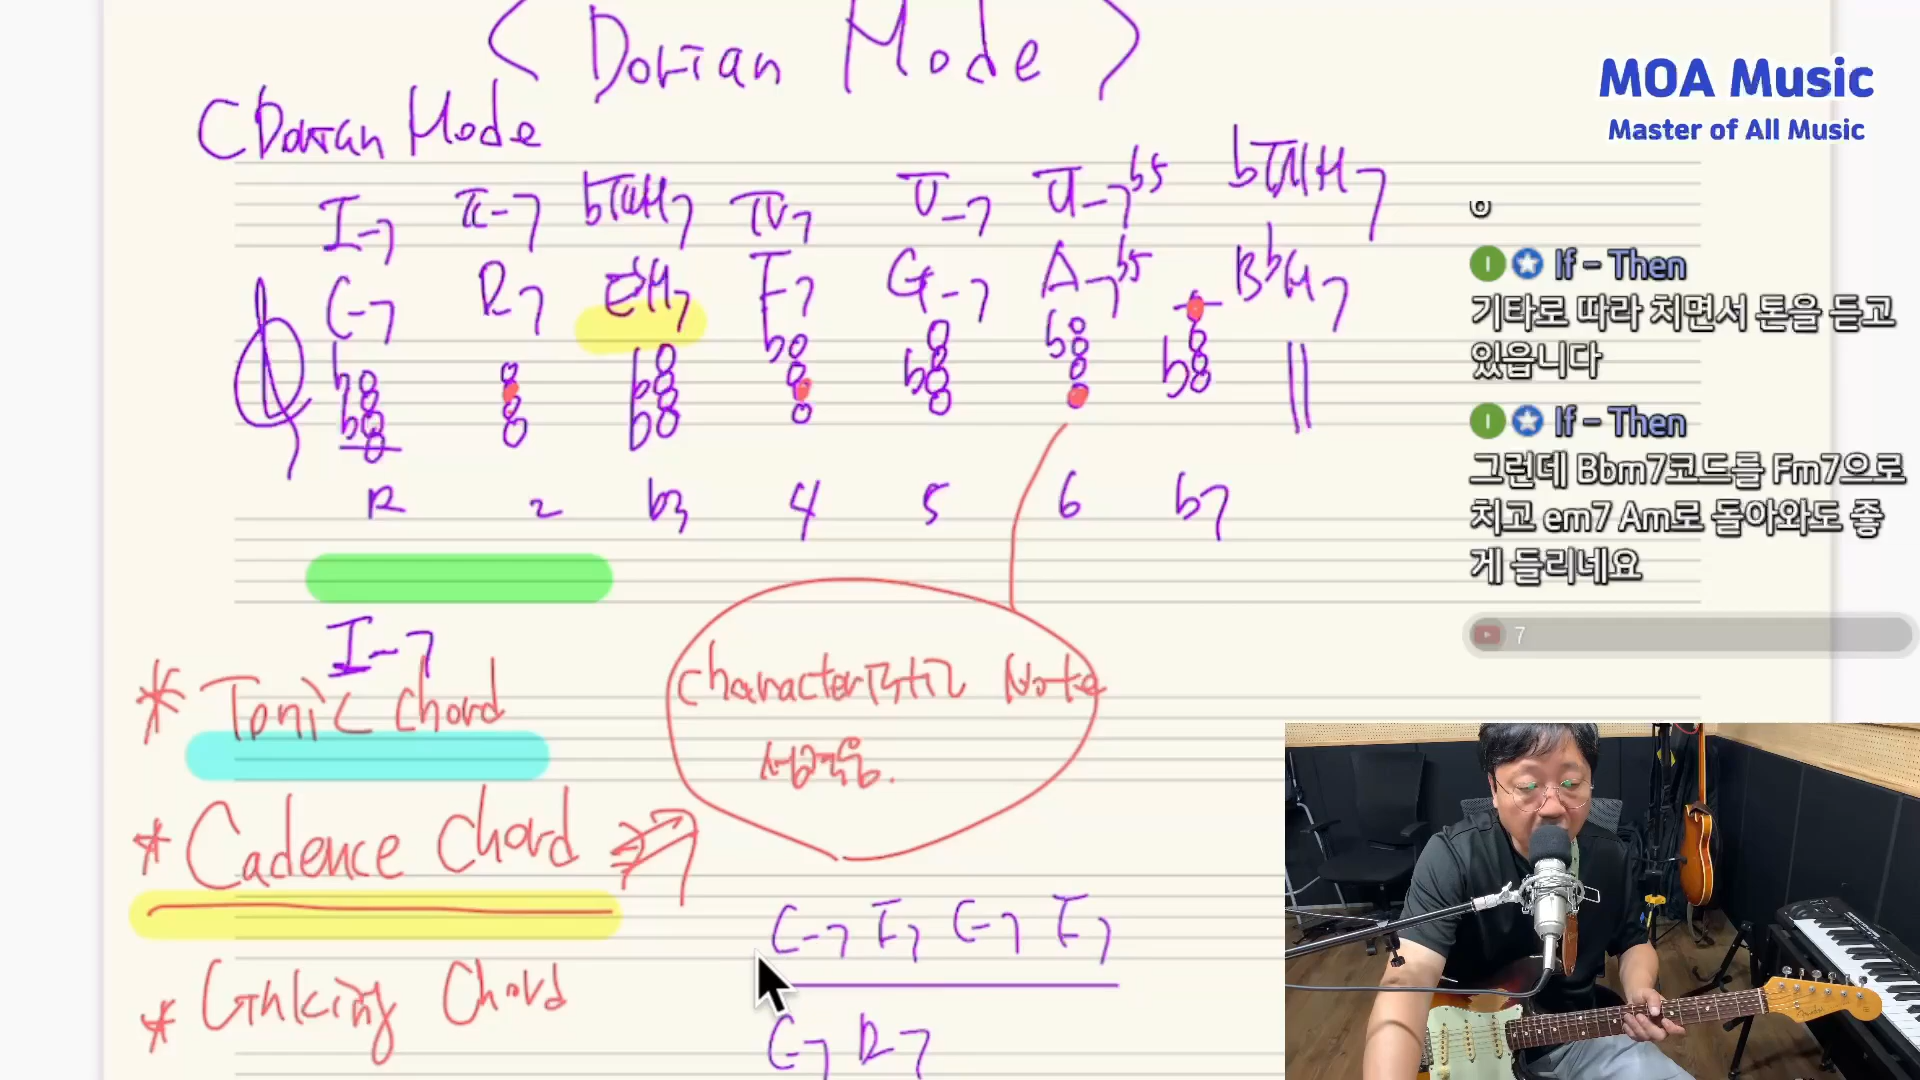 < Dorian Mode >
MOA Music
Master of All Music
C Dorian Mode
I-7 II-7 bIIIM7 IV7 V-7 VI-7b5 bVIIM7
C-7 D-7 EbM7 F7 G-7 A-7b5 BbM7
R 2 b3 4 5 6 b7
I-7
* Tonic Chord
Characteristic Note
* Cadence Chord
C-7 F7 C-7 F7
* Linking Chord
C-7 D-7
If – Then
기타로 따라 치면서 톤을 듣고
있읍니다
If – Then
그런데 Bbm7코드를 Fm7으로
치고 em7 Am로 돌아와도 좋
게 들리네요
7